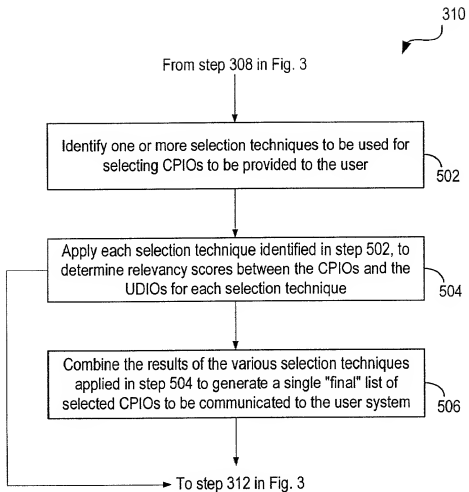 310
From step 308 in Fig. 3
Identify one or more selection techniques to be used for
selecting CPIOs to be provided to the user
502
Apply each selection technique identified in step 502, to
determine relevancy scores between the CPIOs and the
UDIOs for each selection technique
504
Combine the results of the various selection techniques
applied in step 504 to generate a single "final" list of
selected CPIOs to be communicated to the user system
506
To step 312 in Fig. 3